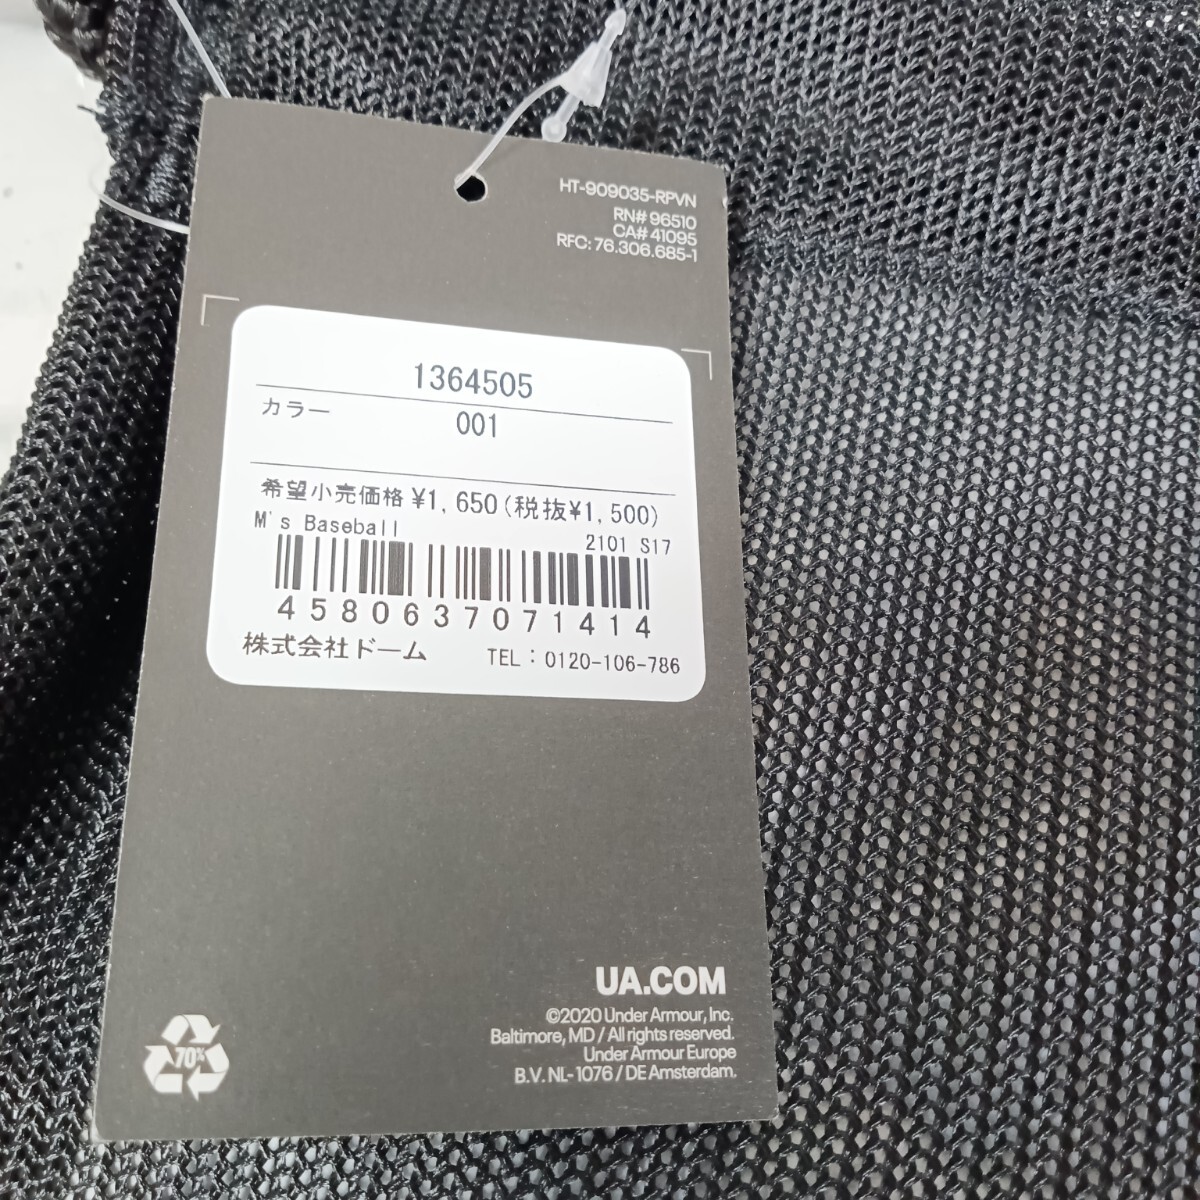 HT-909035-RPVN
RN# 96510
CA# 41095
RFC: 76.306.685-1
1364505
カラー 001
希望小売価格 ¥1,650(税抜¥1,500)
M's Baseball
2101 S17
4580637071414
株式会社ドーム TEL:0120-106-786
UA.COM
©2020 Under Armour, Inc.
Baltimore, MD / All rights reserved.
Under Armour Europe
B.V. NL-1076 / DE Amsterdam.
70%